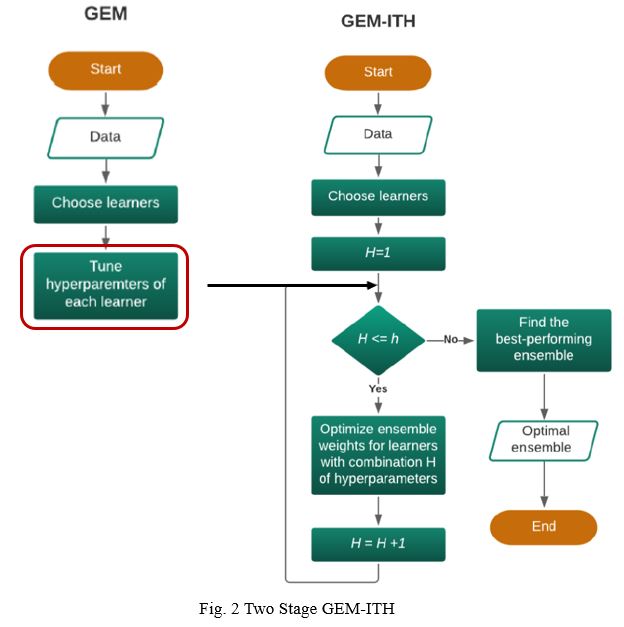 GEM
Start
Data
Choose learners
Tune
hyperparemters of
each learner
GEM-ITH
Start
Data
Choose learners
H=1
H <= h
No
Yes
Find the
best-performing
ensemble
Optimize ensemble
weights for learners
with combination H
of hyperparameters
Optimal
ensemble
H = H +1
End
Fig. 2 Two Stage GEM-ITH